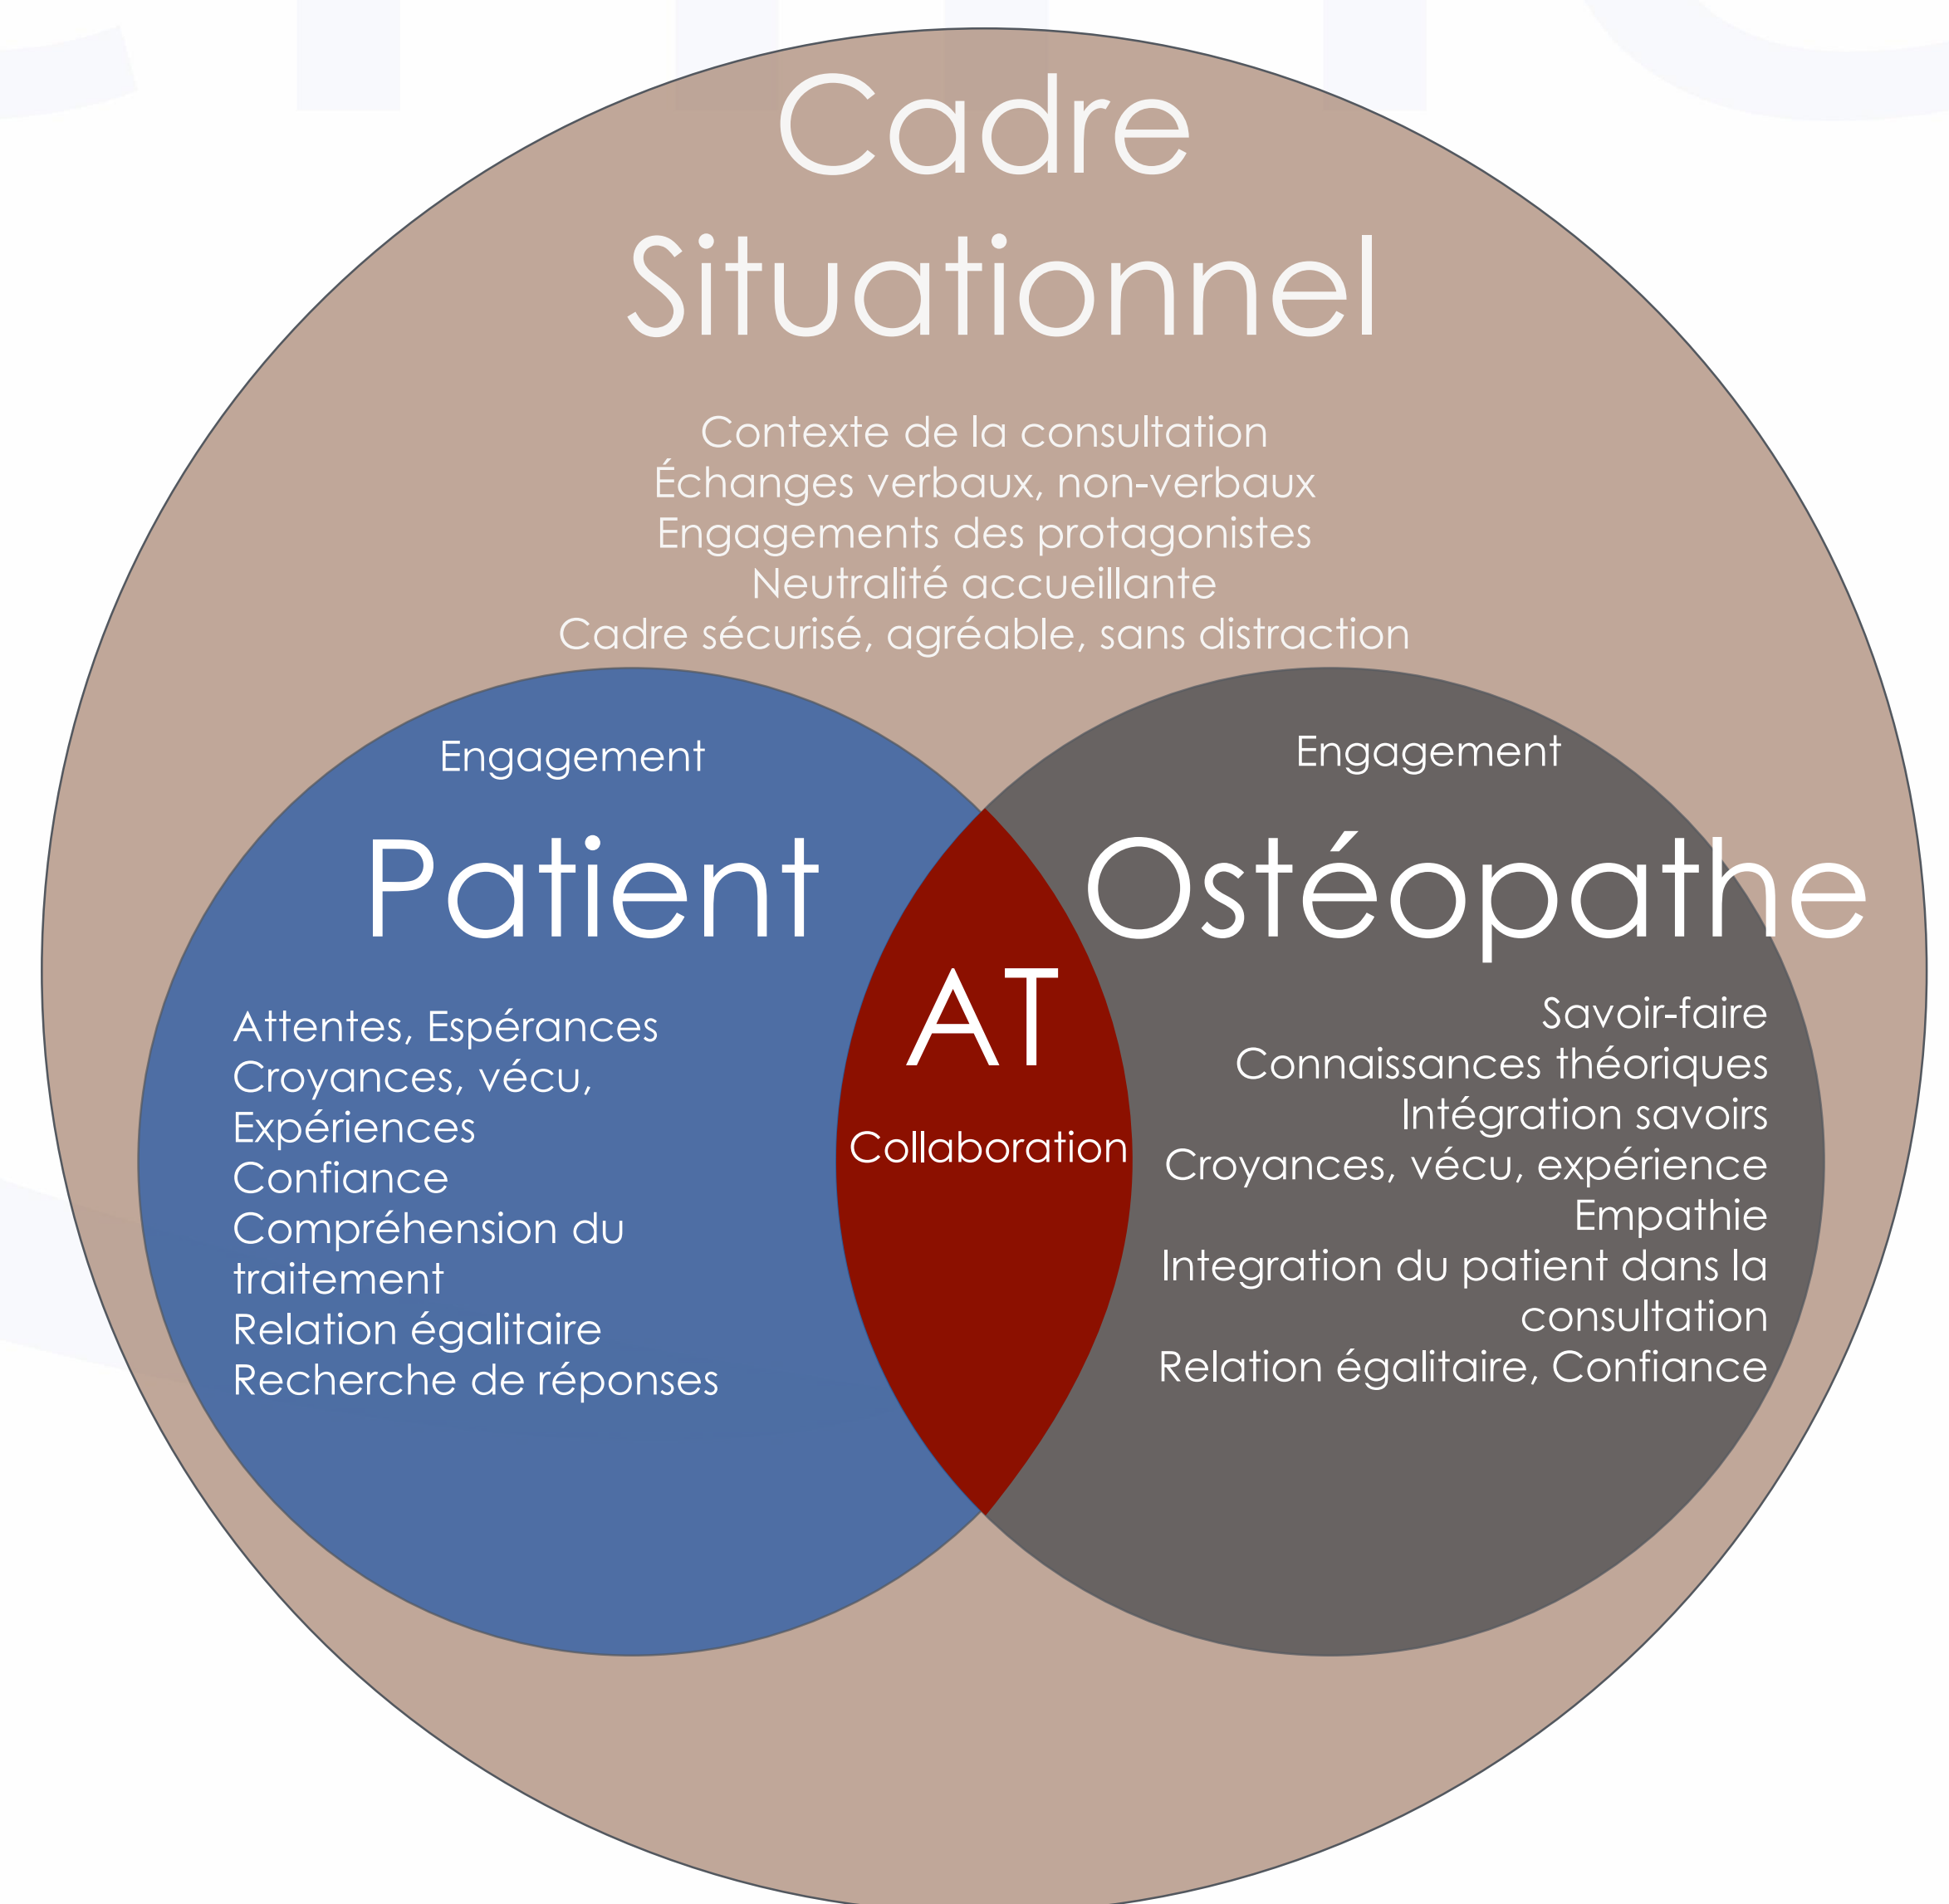 Cadre
Situationnel
Contexte de la consultation
Échanges verbaux, non-verbaux
Engagements des protagonistes
Neutralité accueillante
Cadre sécurisé, agréable, sans distraction
Engagement
Patient
Attentes, Espérances
Croyances, vécu,
Expériences
Confiance
Compréhension du
traitement
Relation égalitaire
Recherche de réponses
AT
Collaboration
Engagement
Ostéopathe
Savoir-faire
Connaissances théoriques
Intégration savoirs
Croyances, vécu, expérience
Empathie
Integration du patient dans la
consultation
Relation égalitaire, Confiance